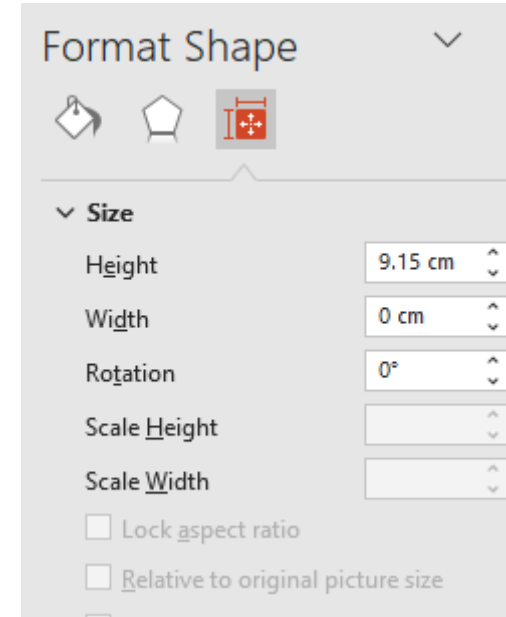 Format Shape
Size
Height 9.15 cm
Width 0 cm
Rotation 0°
Scale Height
Scale Width
Lock aspect ratio
Relative to original picture size